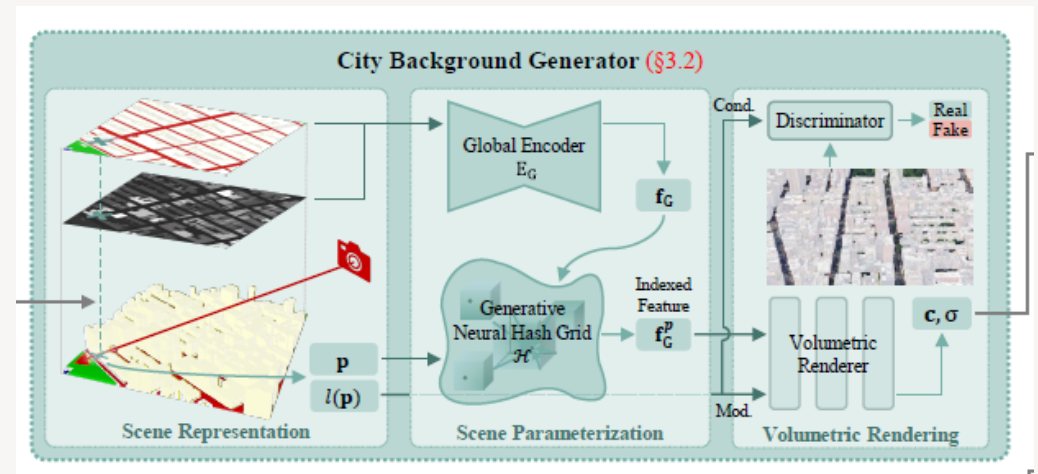 City Background Generator (§3.2)
Cond.
Real
Fake
Discriminator
Global Encoder
E_G
f_G
Indexed
Feature
Generative
Neural Hash Grid
ℋ
f_G^p
c, σ
Volumetric
Renderer
p
l(p)
Mod.
Scene Representation
Scene Parameterization
Volumetric Rendering